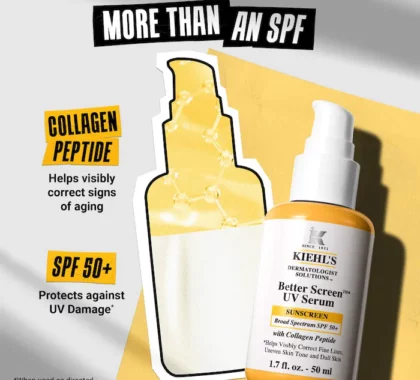 MORE THAN AN SPF
COLLAGEN
PEPTIDE
Helps visibly
correct signs
of aging
SPF 50+
Protects against
UV Damage*
K
SINCE 1851
KIEHL'S
DERMATOLOGIST
SOLUTIONS™
Better Screen™
UV Serum
SUNSCREEN
Broad Spectrum SPF 50+
with Collagen Peptide
*Helps Visibly Correct Fine Lines,
Uneven Skin Tone and Dull Skin
1.7 fl. oz. - 50 ml